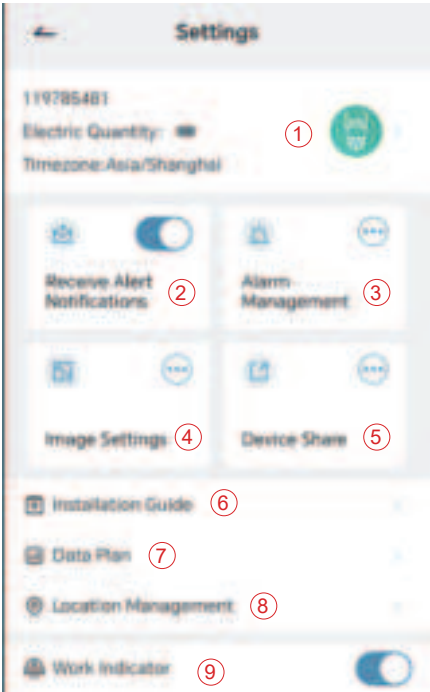 Settings
119785481
Electric Quantity:
Timezone:Asia/Shanghai
1
Receive Alert
Notifications
2
Alarm
Management
3
Image Settings
4
Device Share
5
Installation Guide
6
Data Plan
7
Location Management
8
Work Indicator
9